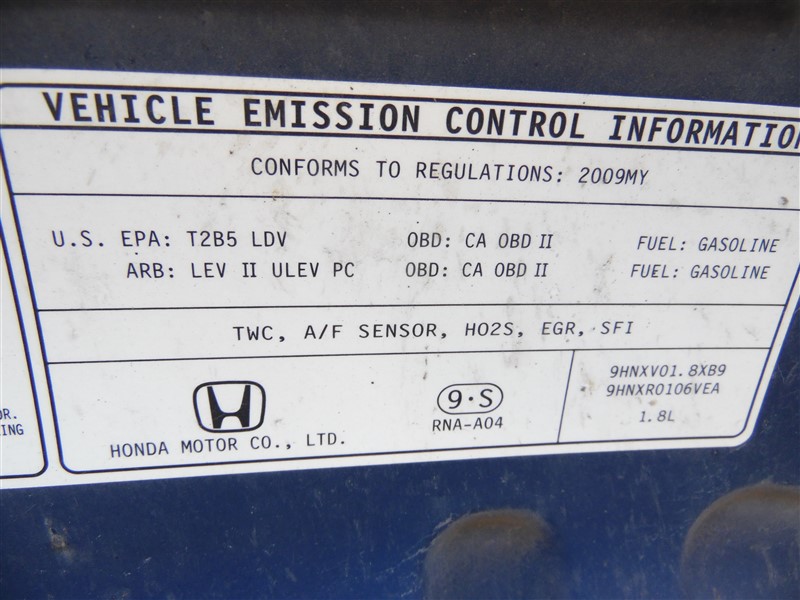 VEHICLE EMISSION CONTROL INFORMATION
CONFORMS TO REGULATIONS: 2009MY
U.S. EPA: T2B5 LDV OBD: CA OBD II FUEL: GASOLINE
ARB: LEV II ULEV PC OBD: CA OBD II FUEL: GASOLINE
TWC, A/F SENSOR, HO2S, EGR, SFI
OR.
ING
HONDA MOTOR CO., LTD.
9·S
RNA-A04
9HNXV01.8XB9
9HNXR0106VEA
1.8L